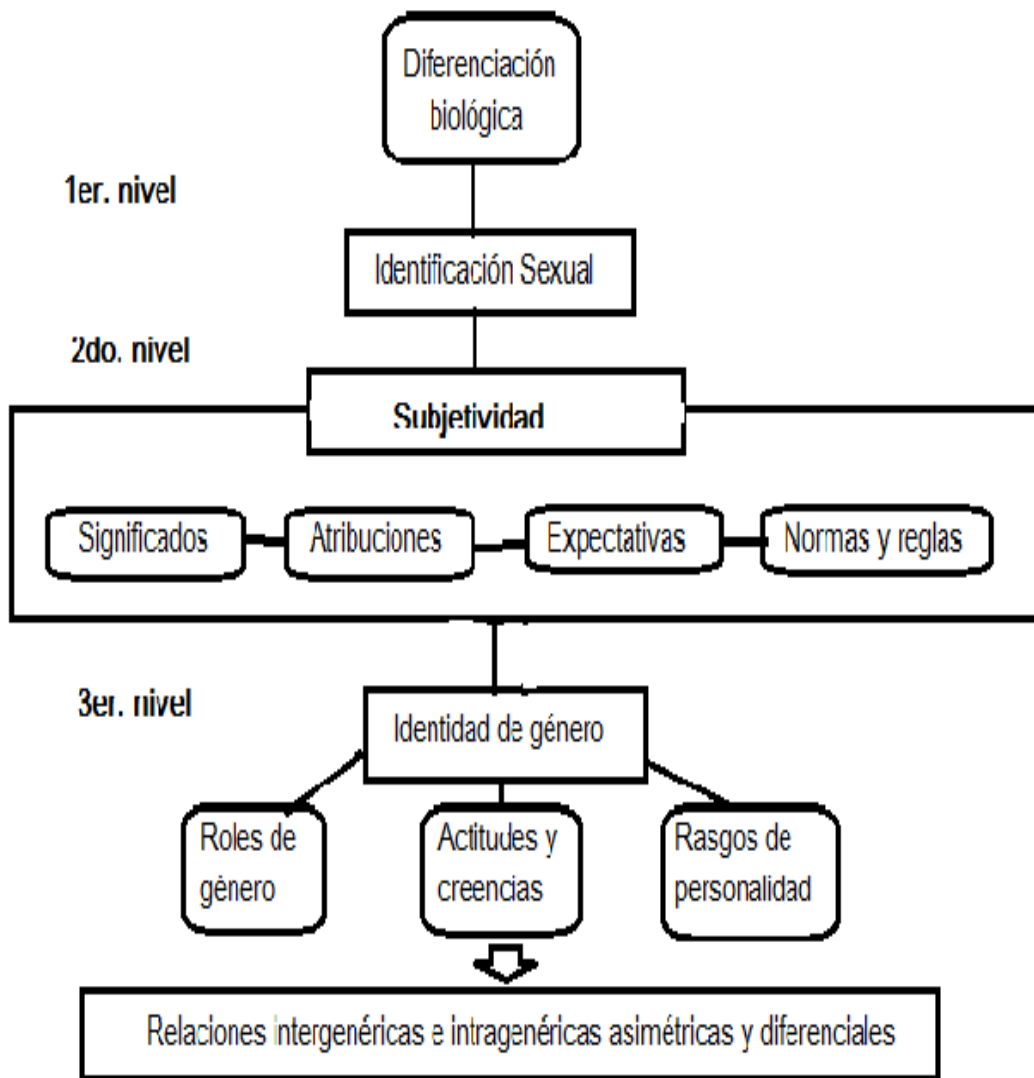 Diferenciación
biológica
1er. nivel
Identificación Sexual
2do. nivel
Subjetividad
Significados
Atribuciones
Expectativas
Normas y reglas
3er. nivel
Identidad de género
Roles de
género
Actitudes y
creencias
Rasgos de
personalidad
Relaciones intergenéricas e intragenéricas asimétricas y diferenciales